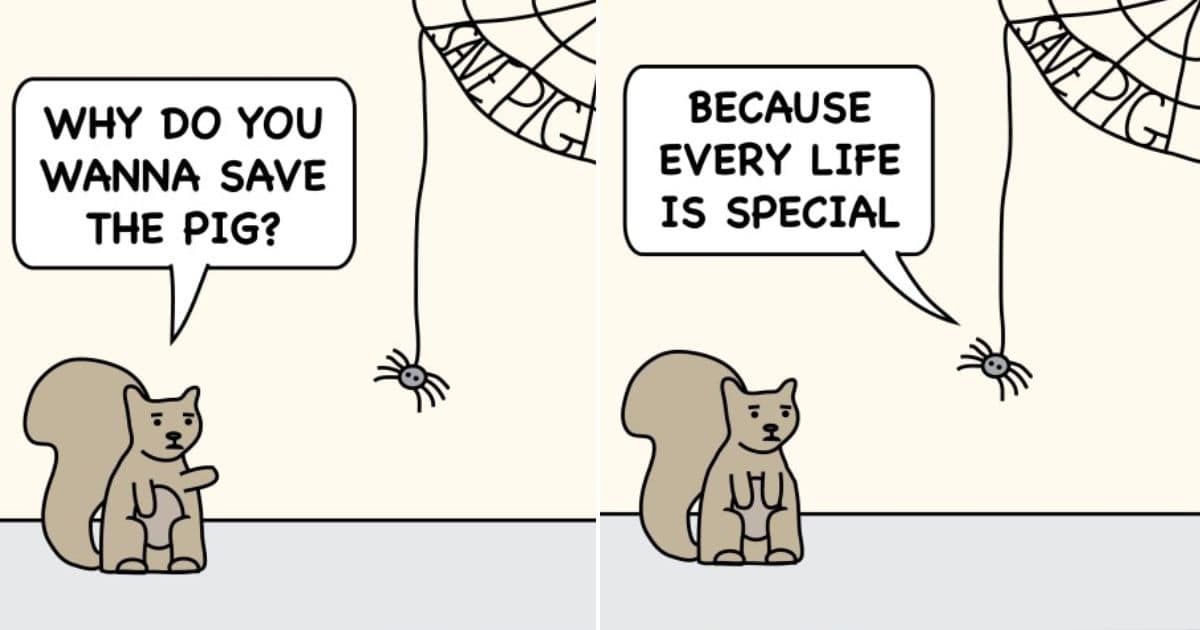 SAVE PIG
WHY DO YOU
WANNA SAVE
THE PIG?
SAVE PIG
BECAUSE
EVERY LIFE
IS SPECIAL